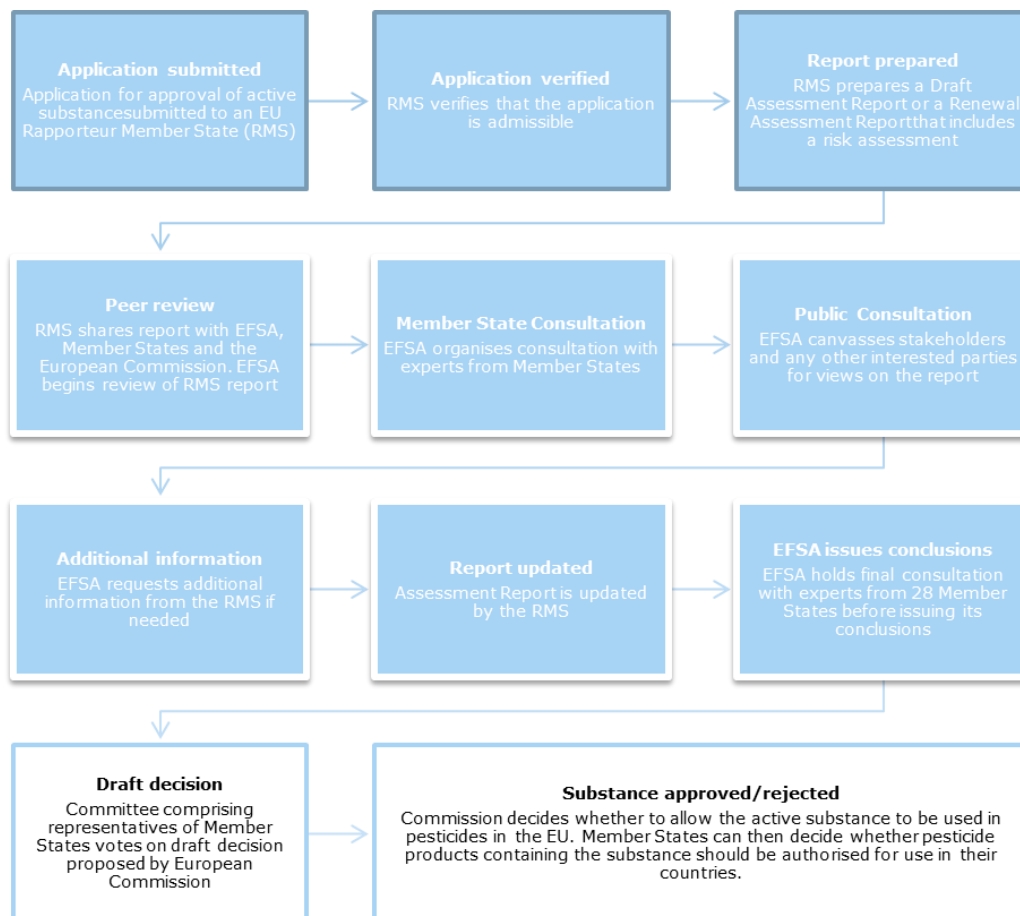 Application submitted
Application for approval of active
substancesubmitted to an EU
Rapporteur Member State (RMS)
Application verified
RMS verifies that the application
is admissible
Report prepared
RMS prepares a Draft
Assessment Report or a Renewal
Assessment Reportthat includes
a risk assessment
Peer review
RMS shares report with EFSA,
Member States and the
European Commission. EFSA
begins review of RMS report
Member State Consultation
EFSA organises consultation with
experts from Member States
Public Consultation
EFSA canvasses stakeholders
and any other interested parties
for views on the report
Additional information
EFSA requests additional
information from the RMS if
needed
Report updated
Assessment Report is updated
by the RMS
EFSA issues conclusions
EFSA holds final consultation
with experts from 28 Member
States before issuing its
conclusions
Draft decision
Committee comprising
representatives of Member
States votes on draft decision
proposed by European
Commission
Substance approved/rejected
Commission decides whether to allow the active substance to be used in
pesticides in the EU. Member States can then decide whether pesticide
products containing the substance should be authorised for use in their
countries.